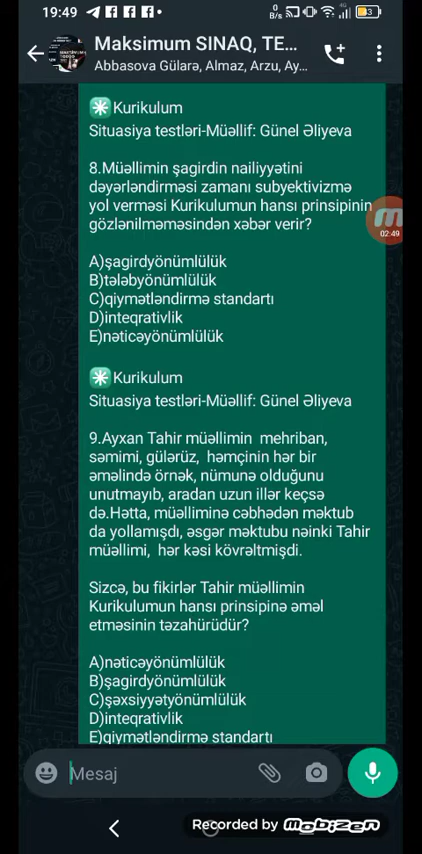 19:49
0
B/s
4G
33
Maksimum SINAQ, TE...
Abbasova Gülarə, Almaz, Arzu, Ay...
Kurikulum
Situasiya testləri-Müəllif: Günel Əliyeva
8.Müəllimin şagirdin nailiyyətini
dəyərləndirməsi zamanı subyektivizmə
yol verməsi Kurikulumun hansı prinsipinin
gözlənilməməsindən xəbər verir?
02:49
A)şagirdyönümlülük
B)tələbyönümlülük
C)qiymətləndirmə standartı
D)inteqrativlik
E)nəticəyönümlülük
Kurikulum
Situasiya testləri-Müəllif: Günel Əliyeva
9.Ayxan Tahir müəllimin mehriban,
səmimi, gülərüz, həmçinin hər bir
əməlində örnək, nümunə olduğunu
unutmayıb, aradan uzun illər keçsə
də.Hətta, müəlliminə cəbhədən məktub
da yollamışdı, əsgər məktubu nəinki Tahir
müəllimi, hər kəsi kövrəltmişdi.
Sizcə, bu fikirlər Tahir müəllimin
Kurikulumun hansı prinsipinə əməl
etməsinin təzahürüdür?
A)nəticəyönümlülük
B)şagirdyönümlülük
C)şəxsiyyətyönümlülük
D)inteqrativlik
E)qiymətləndirmə standartı
Mesaj
Recorded by mobizen